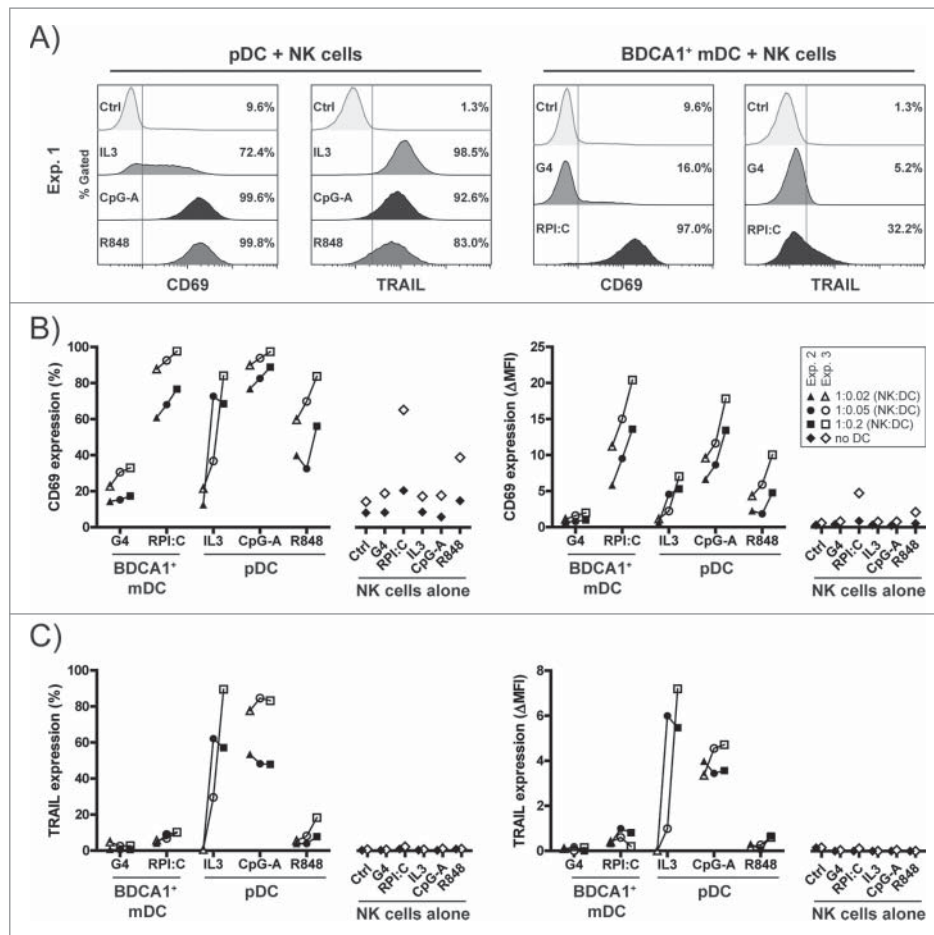 A)
pDC + NK cells
BDCA1⁺ mDC + NK cells
Exp. 1
% Gated
Ctrl 9.6%
IL3 72.4%
CpG-A 99.6%
R848 99.8%
CD69
Ctrl 1.3%
IL3 98.5%
CpG-A 92.6%
R848 83.0%
TRAIL
Ctrl 9.6%
G4 16.0%
RPI:C 97.0%
CD69
Ctrl 1.3%
G4 5.2%
RPI:C 32.2%
TRAIL
B)
CD69 expression (%)
100
80
60
40
20
0
G4 RPI:C IL3 CpG-A R848
BDCA1⁺
mDC
pDC
Ctrl G4 RPI:C IL3 CpG-A R848
NK cells alone
CD69 expression (ΔMFI)
25
20
15
10
5
0
G4 RPI:C IL3 CpG-A R848
BDCA1⁺
mDC
pDC
Ctrl G4 RPI:C IL3 CpG-A R848
NK cells alone
Exp. 2
Exp. 3
1:0.02 (NK:DC)
1:0.05 (NK:DC)
1:0.2 (NK:DC)
no DC
C)
TRAIL expression (%)
100
80
60
40
20
0
G4 RPI:C IL3 CpG-A R848
BDCA1⁺
mDC
pDC
Ctrl G4 RPI:C IL3 CpG-A R848
NK cells alone
TRAIL expression (ΔMFI)
8
6
4
2
0
G4 RPI:C IL3 CpG-A R848
BDCA1⁺
mDC
pDC
Ctrl G4 RPI:C IL3 CpG-A R848
NK cells alone